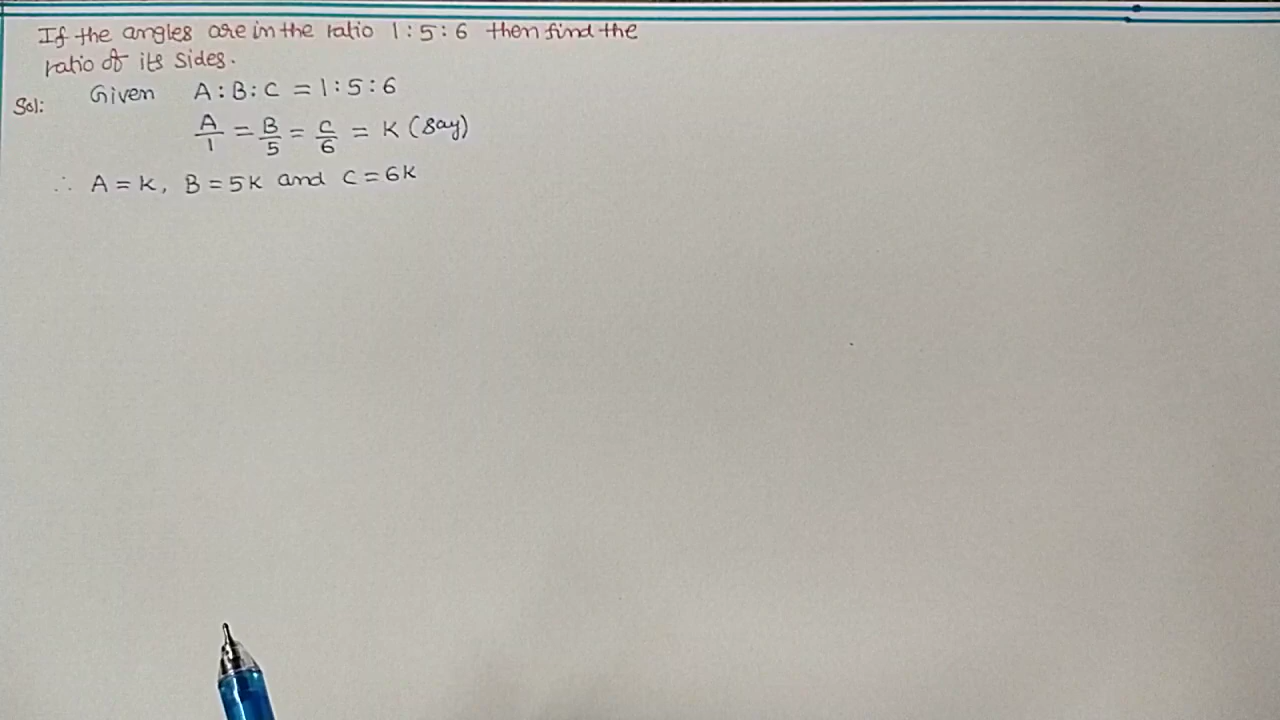 If the angles are in the ratio 1:5:6 then find the
ratio of its sides.
Sol: Given A:B:C = 1:5:6
A/1 = B/5 = C/6 = K (say)
∴ A = K, B = 5K and C = 6K